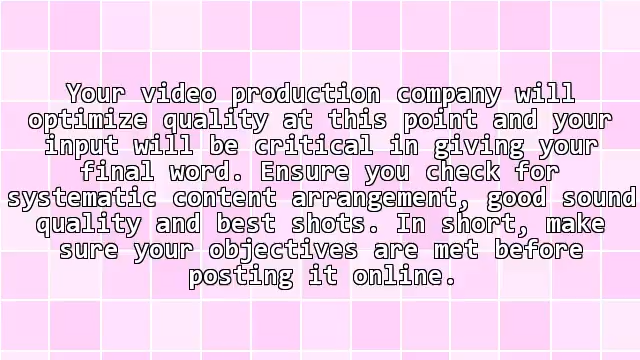 Your video production company will
optimize quality at this point and your
input will be critical in giving your
final word. Ensure you check for
systematic content arrangement, good sound
quality and best shots. In short, make
sure your objectives are met before
posting it online.